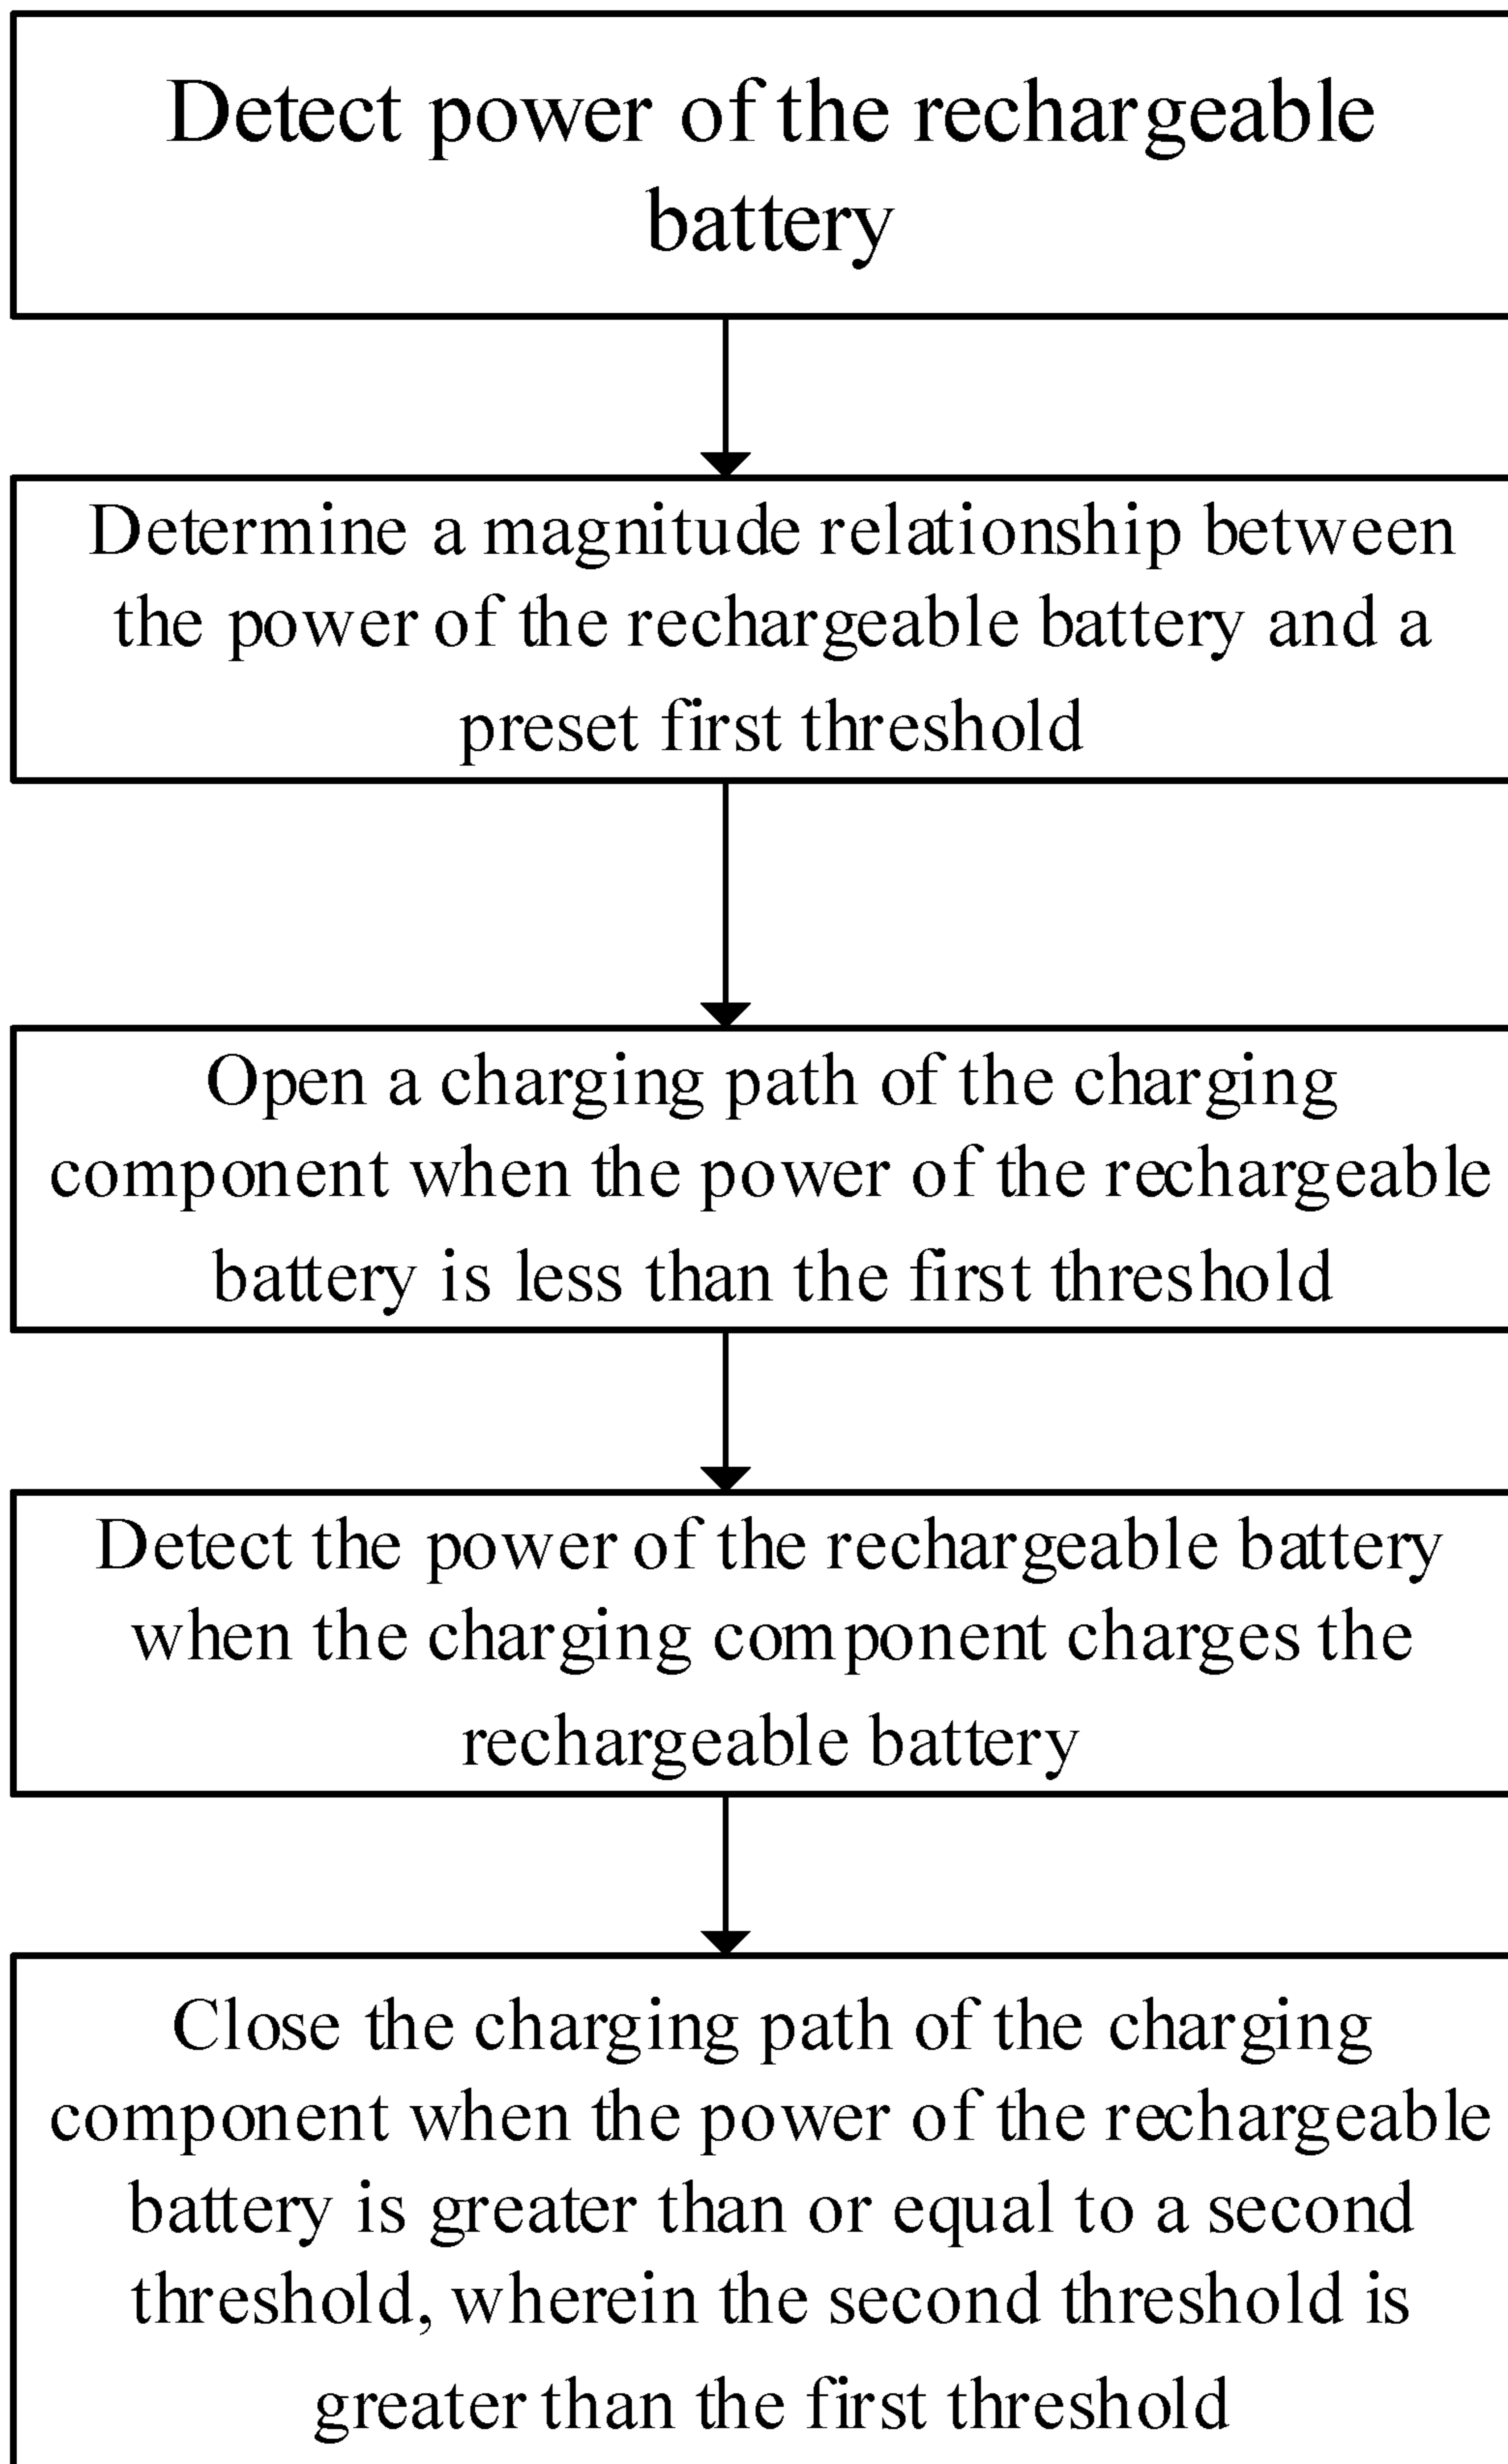 Detect power of the rechargeable
battery
Determine a magnitude relationship between
the power of the rechargeable battery and a
preset first threshold
Open a charging path of the charging
component when the power of the rechargeable
battery is less than the first threshold
Detect the power of the rechargeable battery
when the charging component charges the
rechargeable battery
Close the charging path of the charging
component when the power of the rechargeable
battery is greater than or equal to a second
threshold, wherein the second threshold is
greater than the first threshold